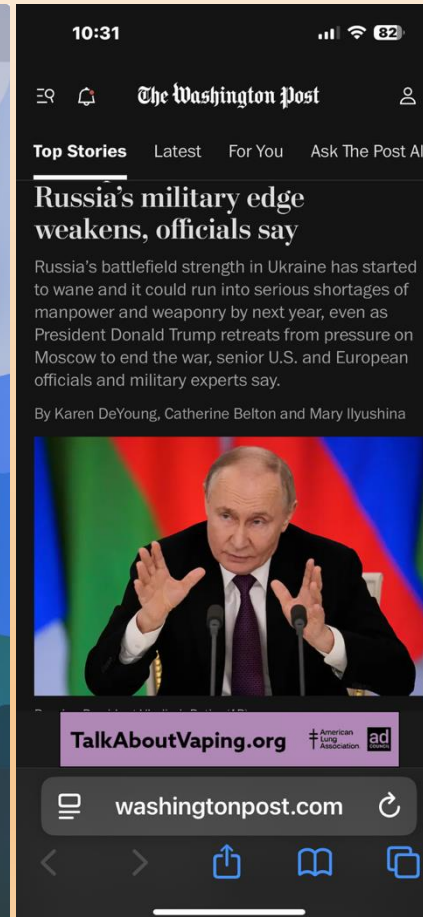 10:31
82
The Washington Post
Top Stories Latest For You Ask The Post AI
Russia's military edge
weakens, officials say
Russia's battlefield strength in Ukraine has started
to wane and it could run into serious shortages of
manpower and weaponry by next year, even as
President Donald Trump retreats from pressure on
Moscow to end the war, senior U.S. and European
officials and military experts say.
By Karen DeYoung, Catherine Belton and Mary Ilyushina
TalkAboutVaping.org
American
Lung
Association
ad
COUNCIL
washingtonpost.com